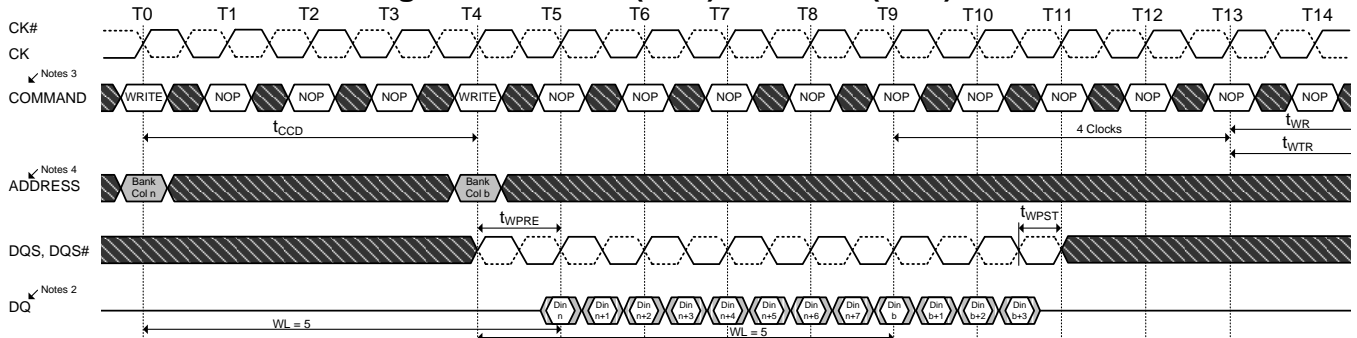 T0 T1 T2 T3 T4 T5 T6 T7 T8 T9 T10 T11 T12 T13 T14
CK#
CK
Notes 3
COMMAND WRITE NOP NOP NOP WRITE NOP NOP NOP NOP NOP NOP NOP NOP NOP NOP
tCCD 4 Clocks tWR
tWTR
Notes 4
ADDRESS Bank Col n Bank Col b
tWPRE tWPST
DQS, DQS#
Notes 2
DQ Din n Din n+1 Din n+2 Din n+3 Din n+4 Din n+5 Din n+6 Din n+7 Din b Din b+1 Din b+2 Din b+3
WL = 5 WL = 5